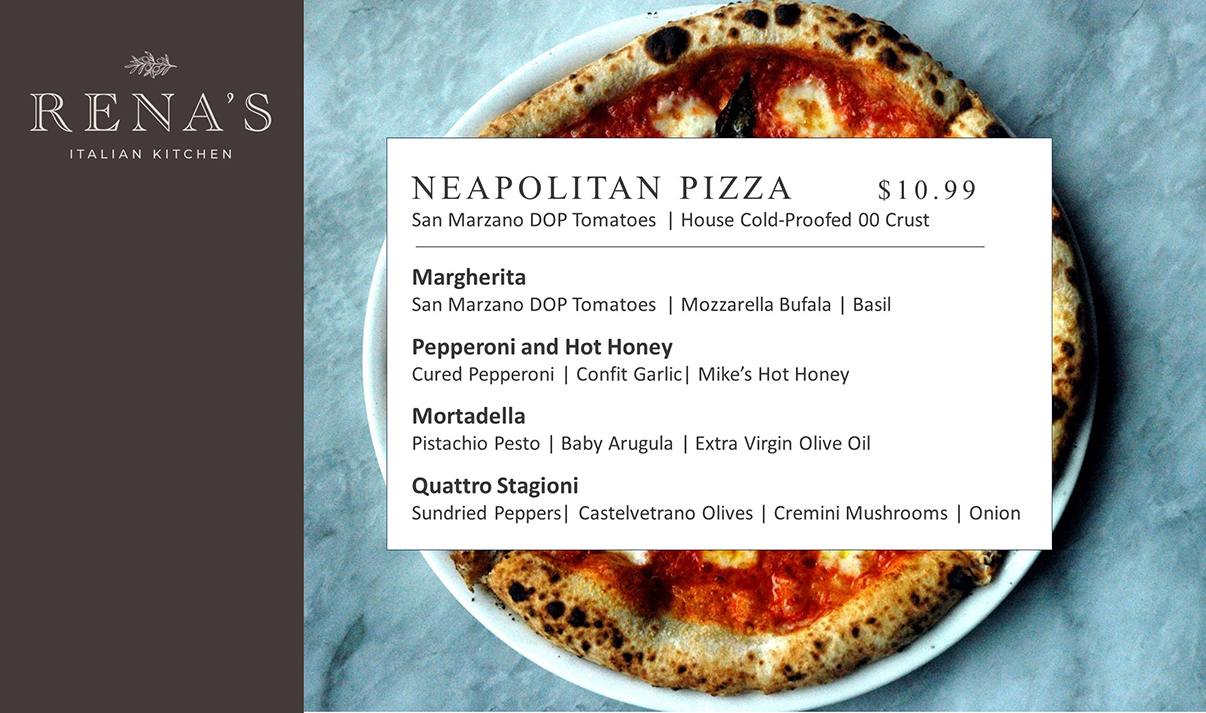 RENA'S
ITALIAN KITCHEN
NEAPOLITAN PIZZA $10.99
San Marzano DOP Tomatoes | House Cold-Proofed 00 Crust
Margherita
San Marzano DOP Tomatoes | Mozzarella Bufala | Basil
Pepperoni and Hot Honey
Cured Pepperoni | Confit Garlic| Mike's Hot Honey
Mortadella
Pistachio Pesto | Baby Arugula | Extra Virgin Olive Oil
Quattro Stagioni
Sundried Peppers| Castelvetrano Olives | Cremini Mushrooms | Onion